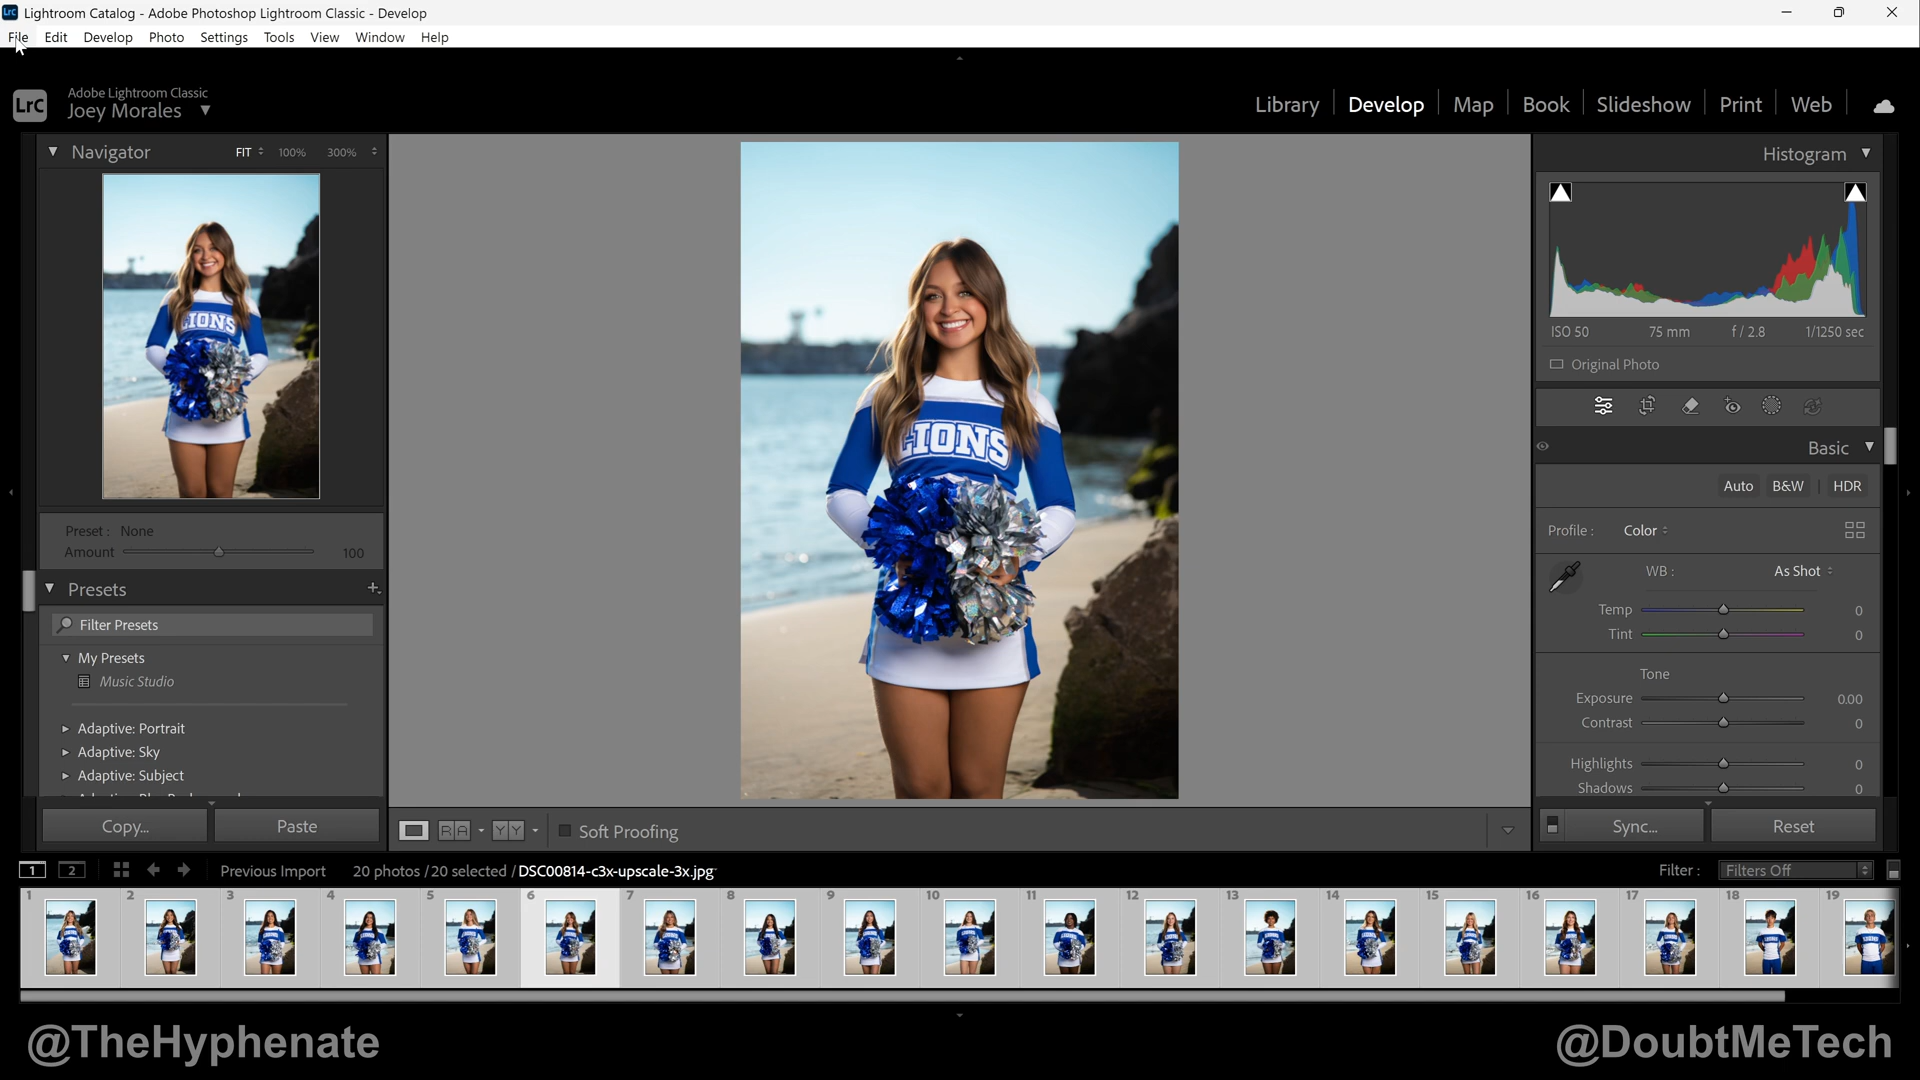 Lightroom Catalog - Adobe Photoshop Lightroom Classic - Develop
File Edit Develop Photo Settings Tools View Window Help
LrC Adobe Lightroom Classic
Joey Morales
Library Develop Map Book Slideshow Print Web
Navigator FIT 100% 300%
Histogram
ISO 50 75 mm f / 2.8 1/1250 sec
Original Photo
Basic
Auto B&W HDR
Profile : Color
WB : As Shot
Temp 0
Tint 0
Tone
Exposure 0.00
Contrast 0
Highlights 0
Shadows 0
LIONS
Preset : None
Amount 100
Presets
Filter Presets
My Presets
Music Studio
Adaptive: Portrait
Adaptive: Sky
Adaptive: Subject
Copy... Paste
R A Y Y Soft Proofing
Sync... Reset
1 2 Previous Import 20 photos / 20 selected / DSC00814-c3x-upscale-3x.jpg
Filter : Filters Off
1 2 3 4 5 6 7 8 9 10 11 12 13 14 15 16 17 18 19
@TheHyphenate
@DoubtMeTech